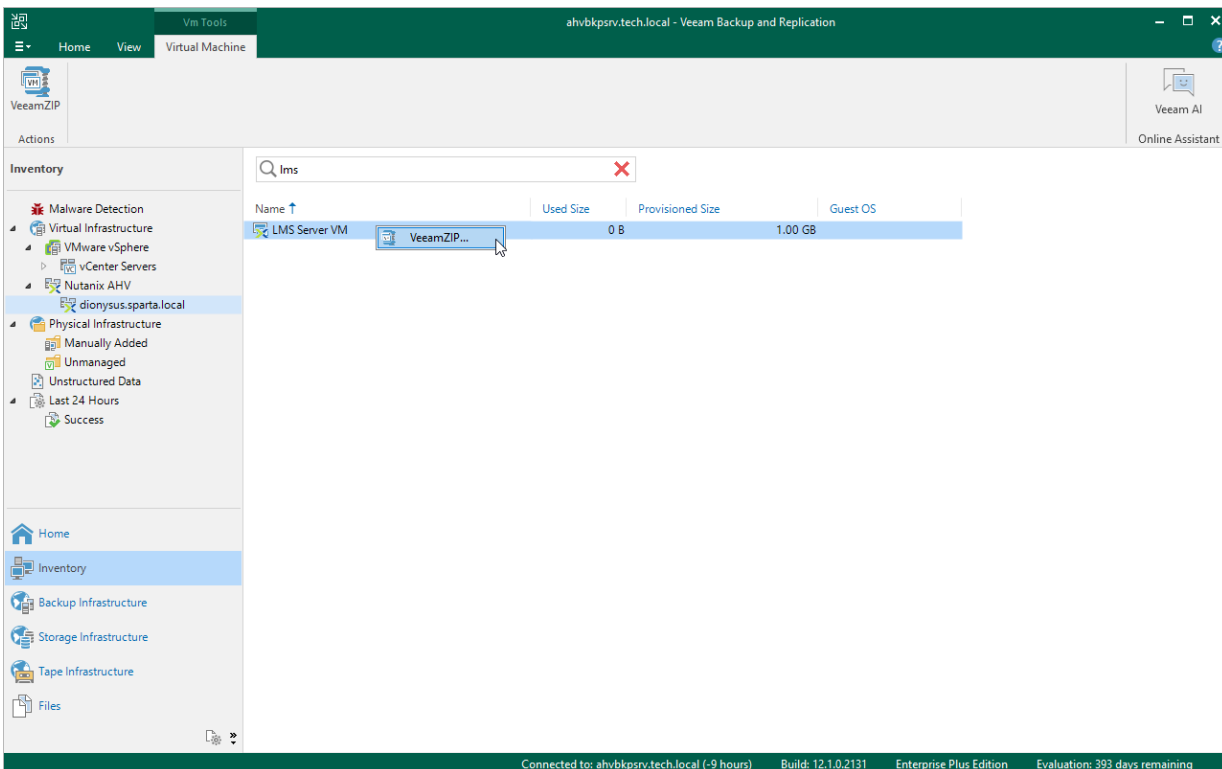 Vm Tools
ahvbkpsrv.tech.local - Veeam Backup and Replication
Home View Virtual Machine
?
VM
VeeamZIP
Actions
Veeam AI
Online Assistant
Inventory
lms
Malware Detection
Virtual Infrastructure
VMware vSphere
vCenter Servers
Nutanix AHV
dionysus.sparta.local
Physical Infrastructure
Manually Added
Unmanaged
Unstructured Data
Last 24 Hours
Success
Name Used Size Provisioned Size Guest OS
LMS Server VM 0 B 1.00 GB
VeeamZIP...
Home
Inventory
Backup Infrastructure
Storage Infrastructure
Tape Infrastructure
Files
Connected to: ahvbkpsrv.tech.local (-9 hours) Build: 12.1.0.2131 Enterprise Plus Edition Evaluation: 393 days remaining